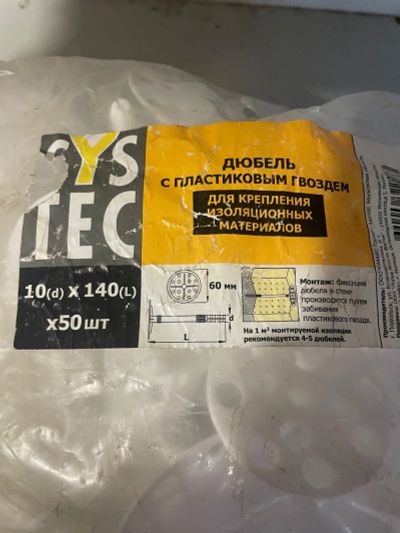 SYS
TEC
ДЮБЕЛЬ
С ПЛАСТИКОВЫМ ГВОЗДЕМ
ДЛЯ КРЕПЛЕНИЯ
ИЗОЛЯЦИОННЫХ
МАТЕРИАЛОВ
10(d) x 140(L)
x50 шт
60 мм
d
L
Монтаж: фиксация
дюбеля в стене
производится путем
забивания
пластикового гвоздя.
На 1 м² монтируемой изоляции
рекомендуется 4-5 дюбелей.